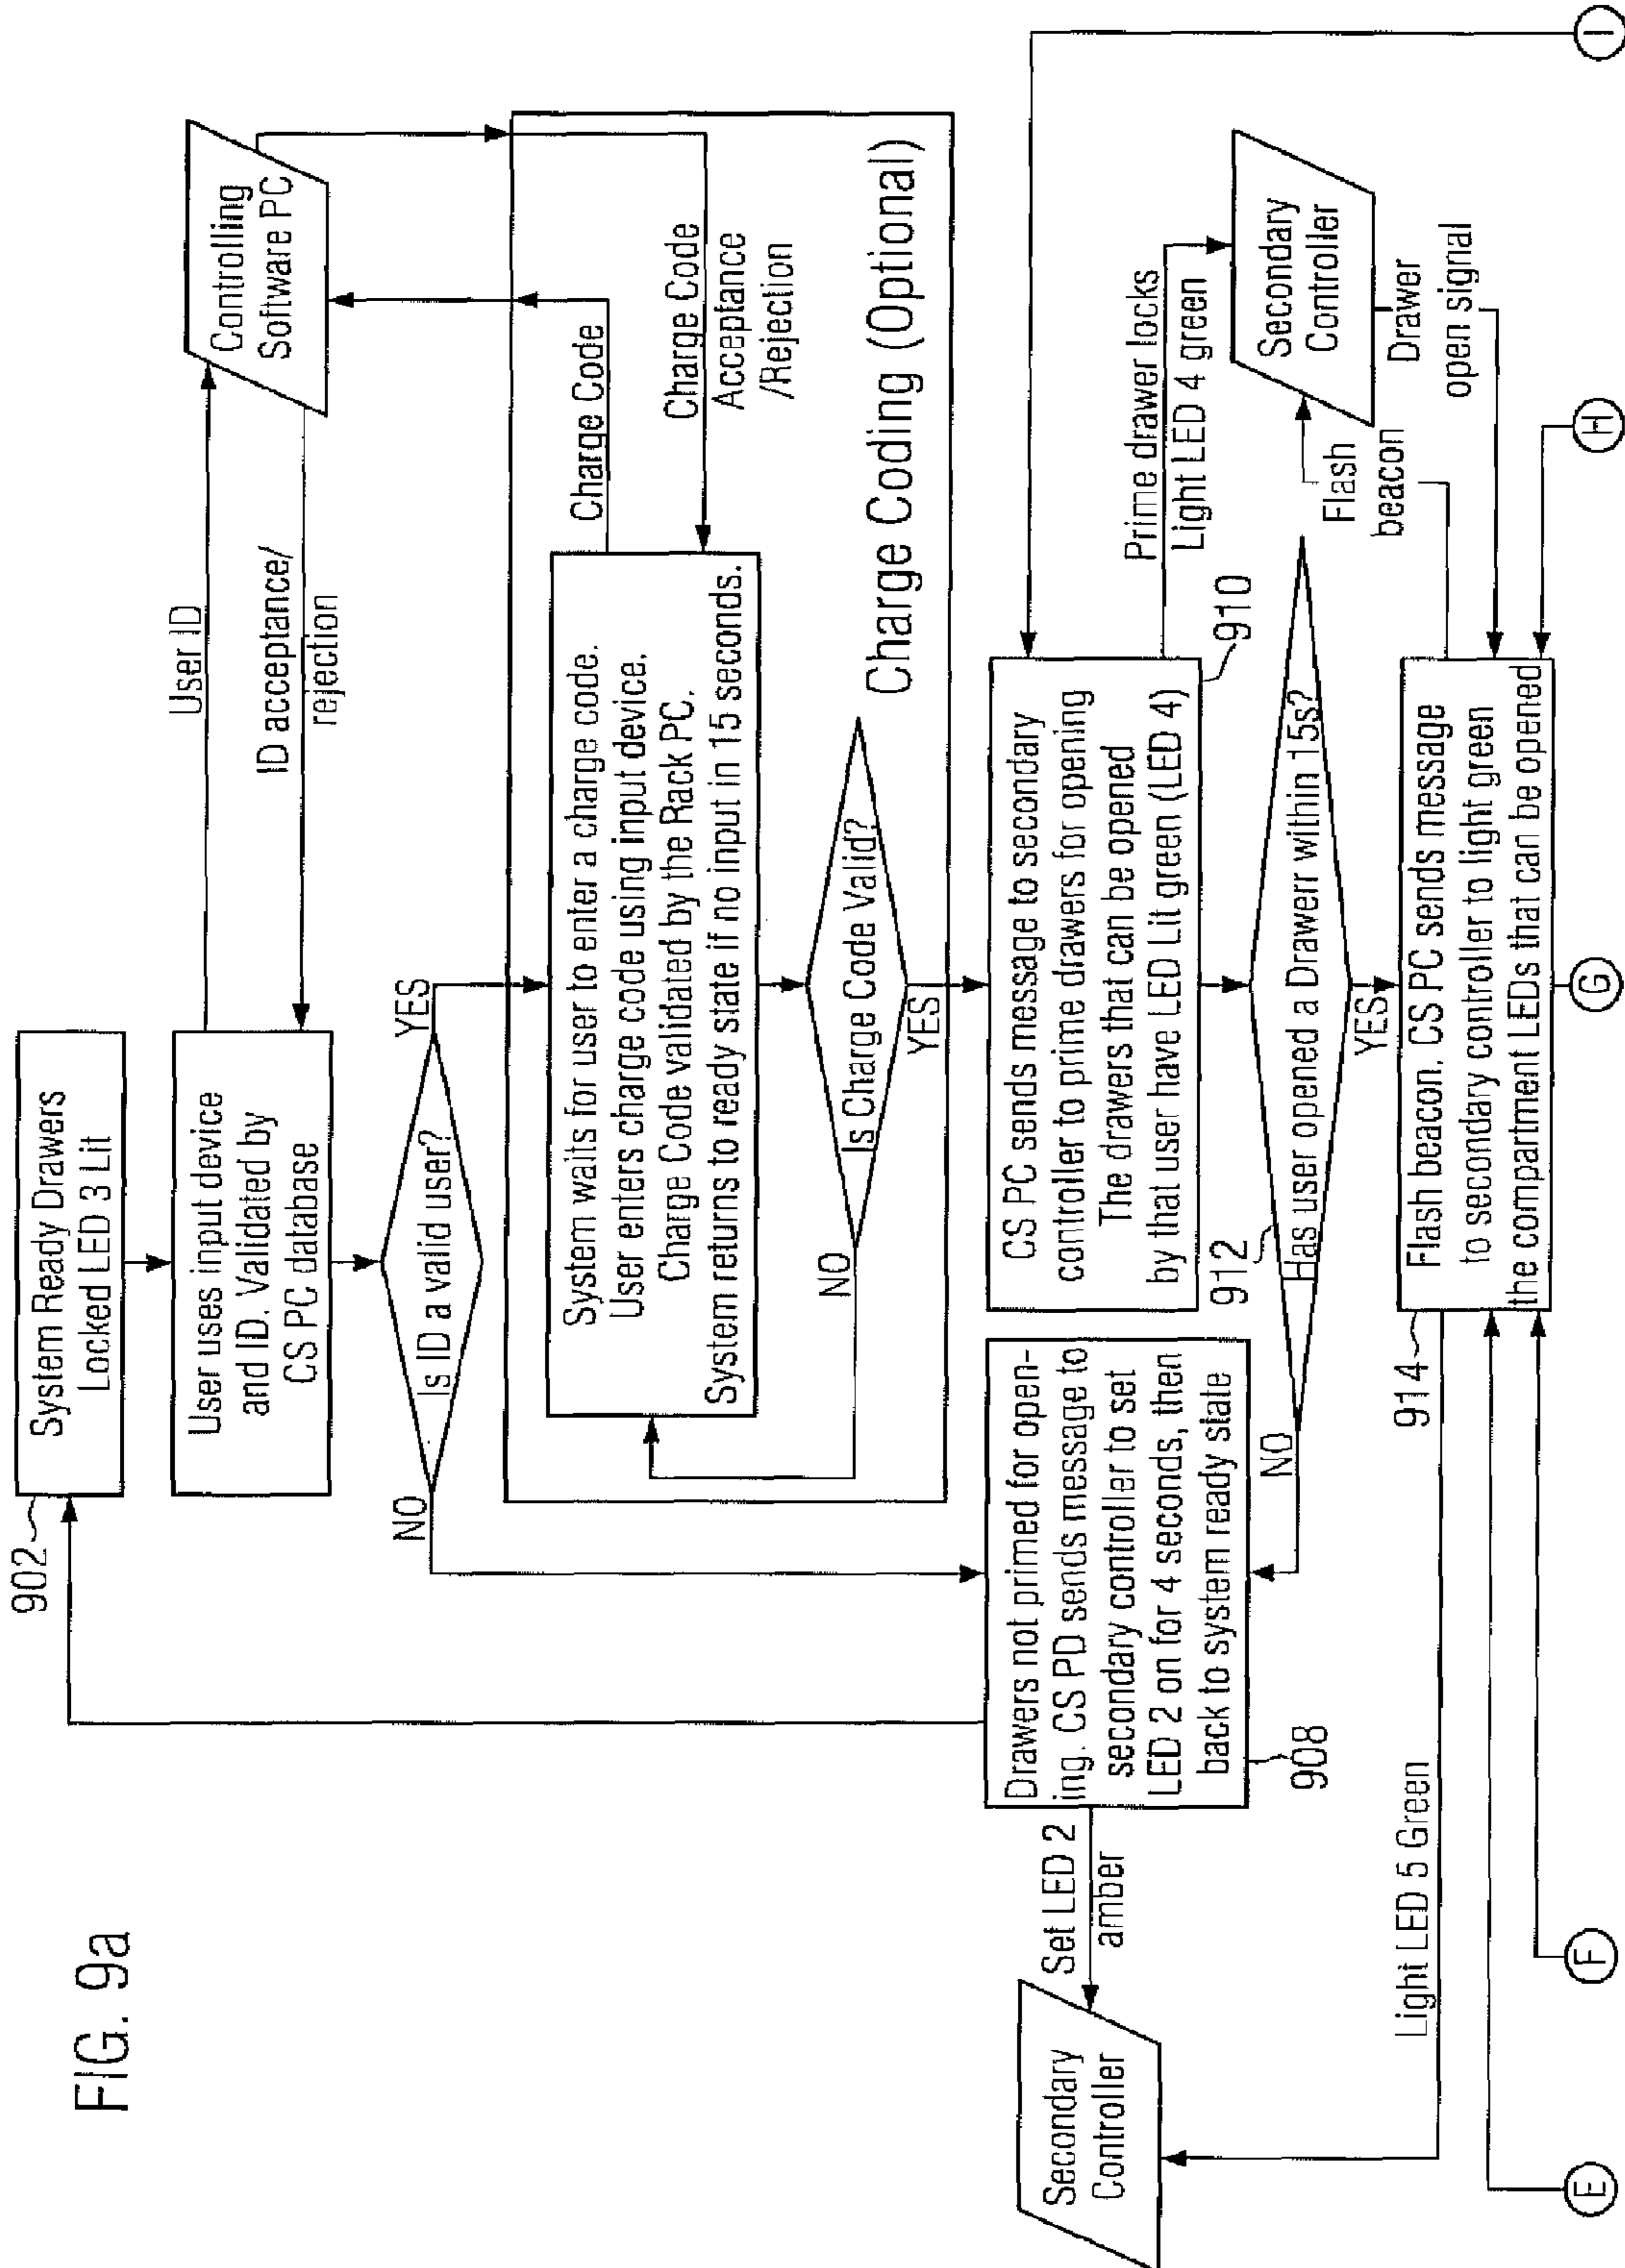 FIG. 9a
902
System Ready Drawers
Locked LED 3 Lit
User uses input device
and ID. Validated by
CS PC database
User ID
ID acceptance/
rejection
Controlling
Software PC
Is ID a valid user?
NO
YES
System waits for user to enter a charge code.
User enters charge code using input device.
Charge Code validated by the Rack PC.
System returns to ready state if no input in 15 seconds.
Charge Code
Charge Code
Acceptance
/Rejection
Is Charge Code Valid?
NO
YES
Charge Coding (Optional)
Drawers not primed for open-
ing. CS PD sends message to
secondary controller to set
LED 2 on for 4 seconds, then
back to system ready state
908
Set LED 2
amber
Secondary
Controller
CS PC sends message to secondary
controller to prime drawers for opening
The drawers that can be opened
by that user have LED Lit green (LED 4)
910
Prime drawer locks
Light LED 4 green
Secondary
Controller
912
Has user opened a Drawerr within 15s?
NO
YES
Flash
beacon
Drawer
open signal
914
Flash beacon. CS PC sends message
to secondary controller to light green
the compartment LEDs that can be opened
Light LED 5 Green
E
F
G
H
I